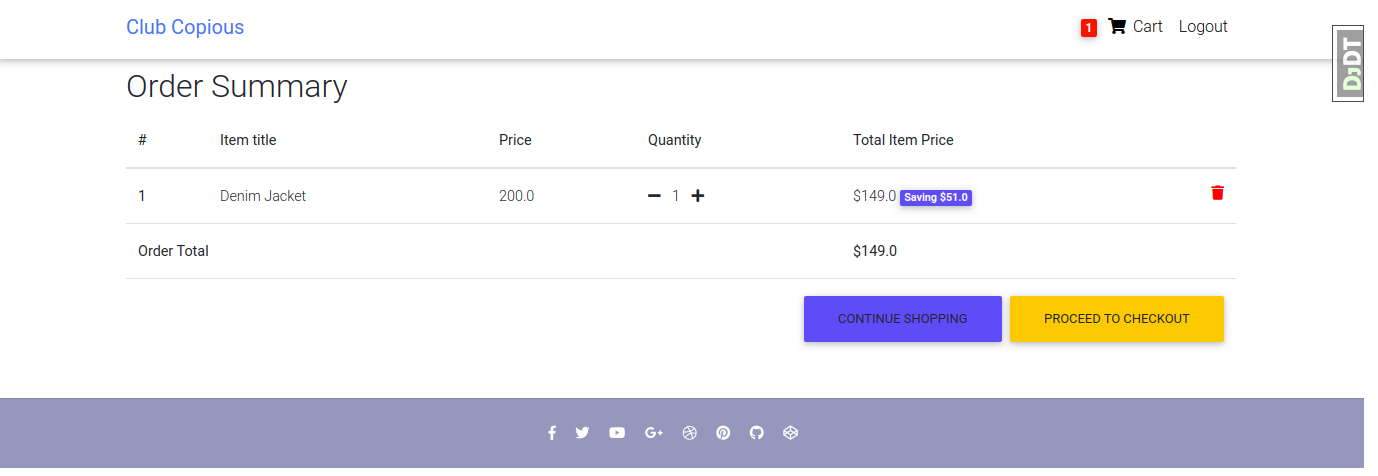 Club Copious 1 Cart Logout
DJDT
Order Summary
# Item title Price Quantity Total Item Price
1 Denim Jacket 200.0 1 $149.0 Saving $51.0
Order Total $149.0
CONTINUE SHOPPING PROCEED TO CHECKOUT